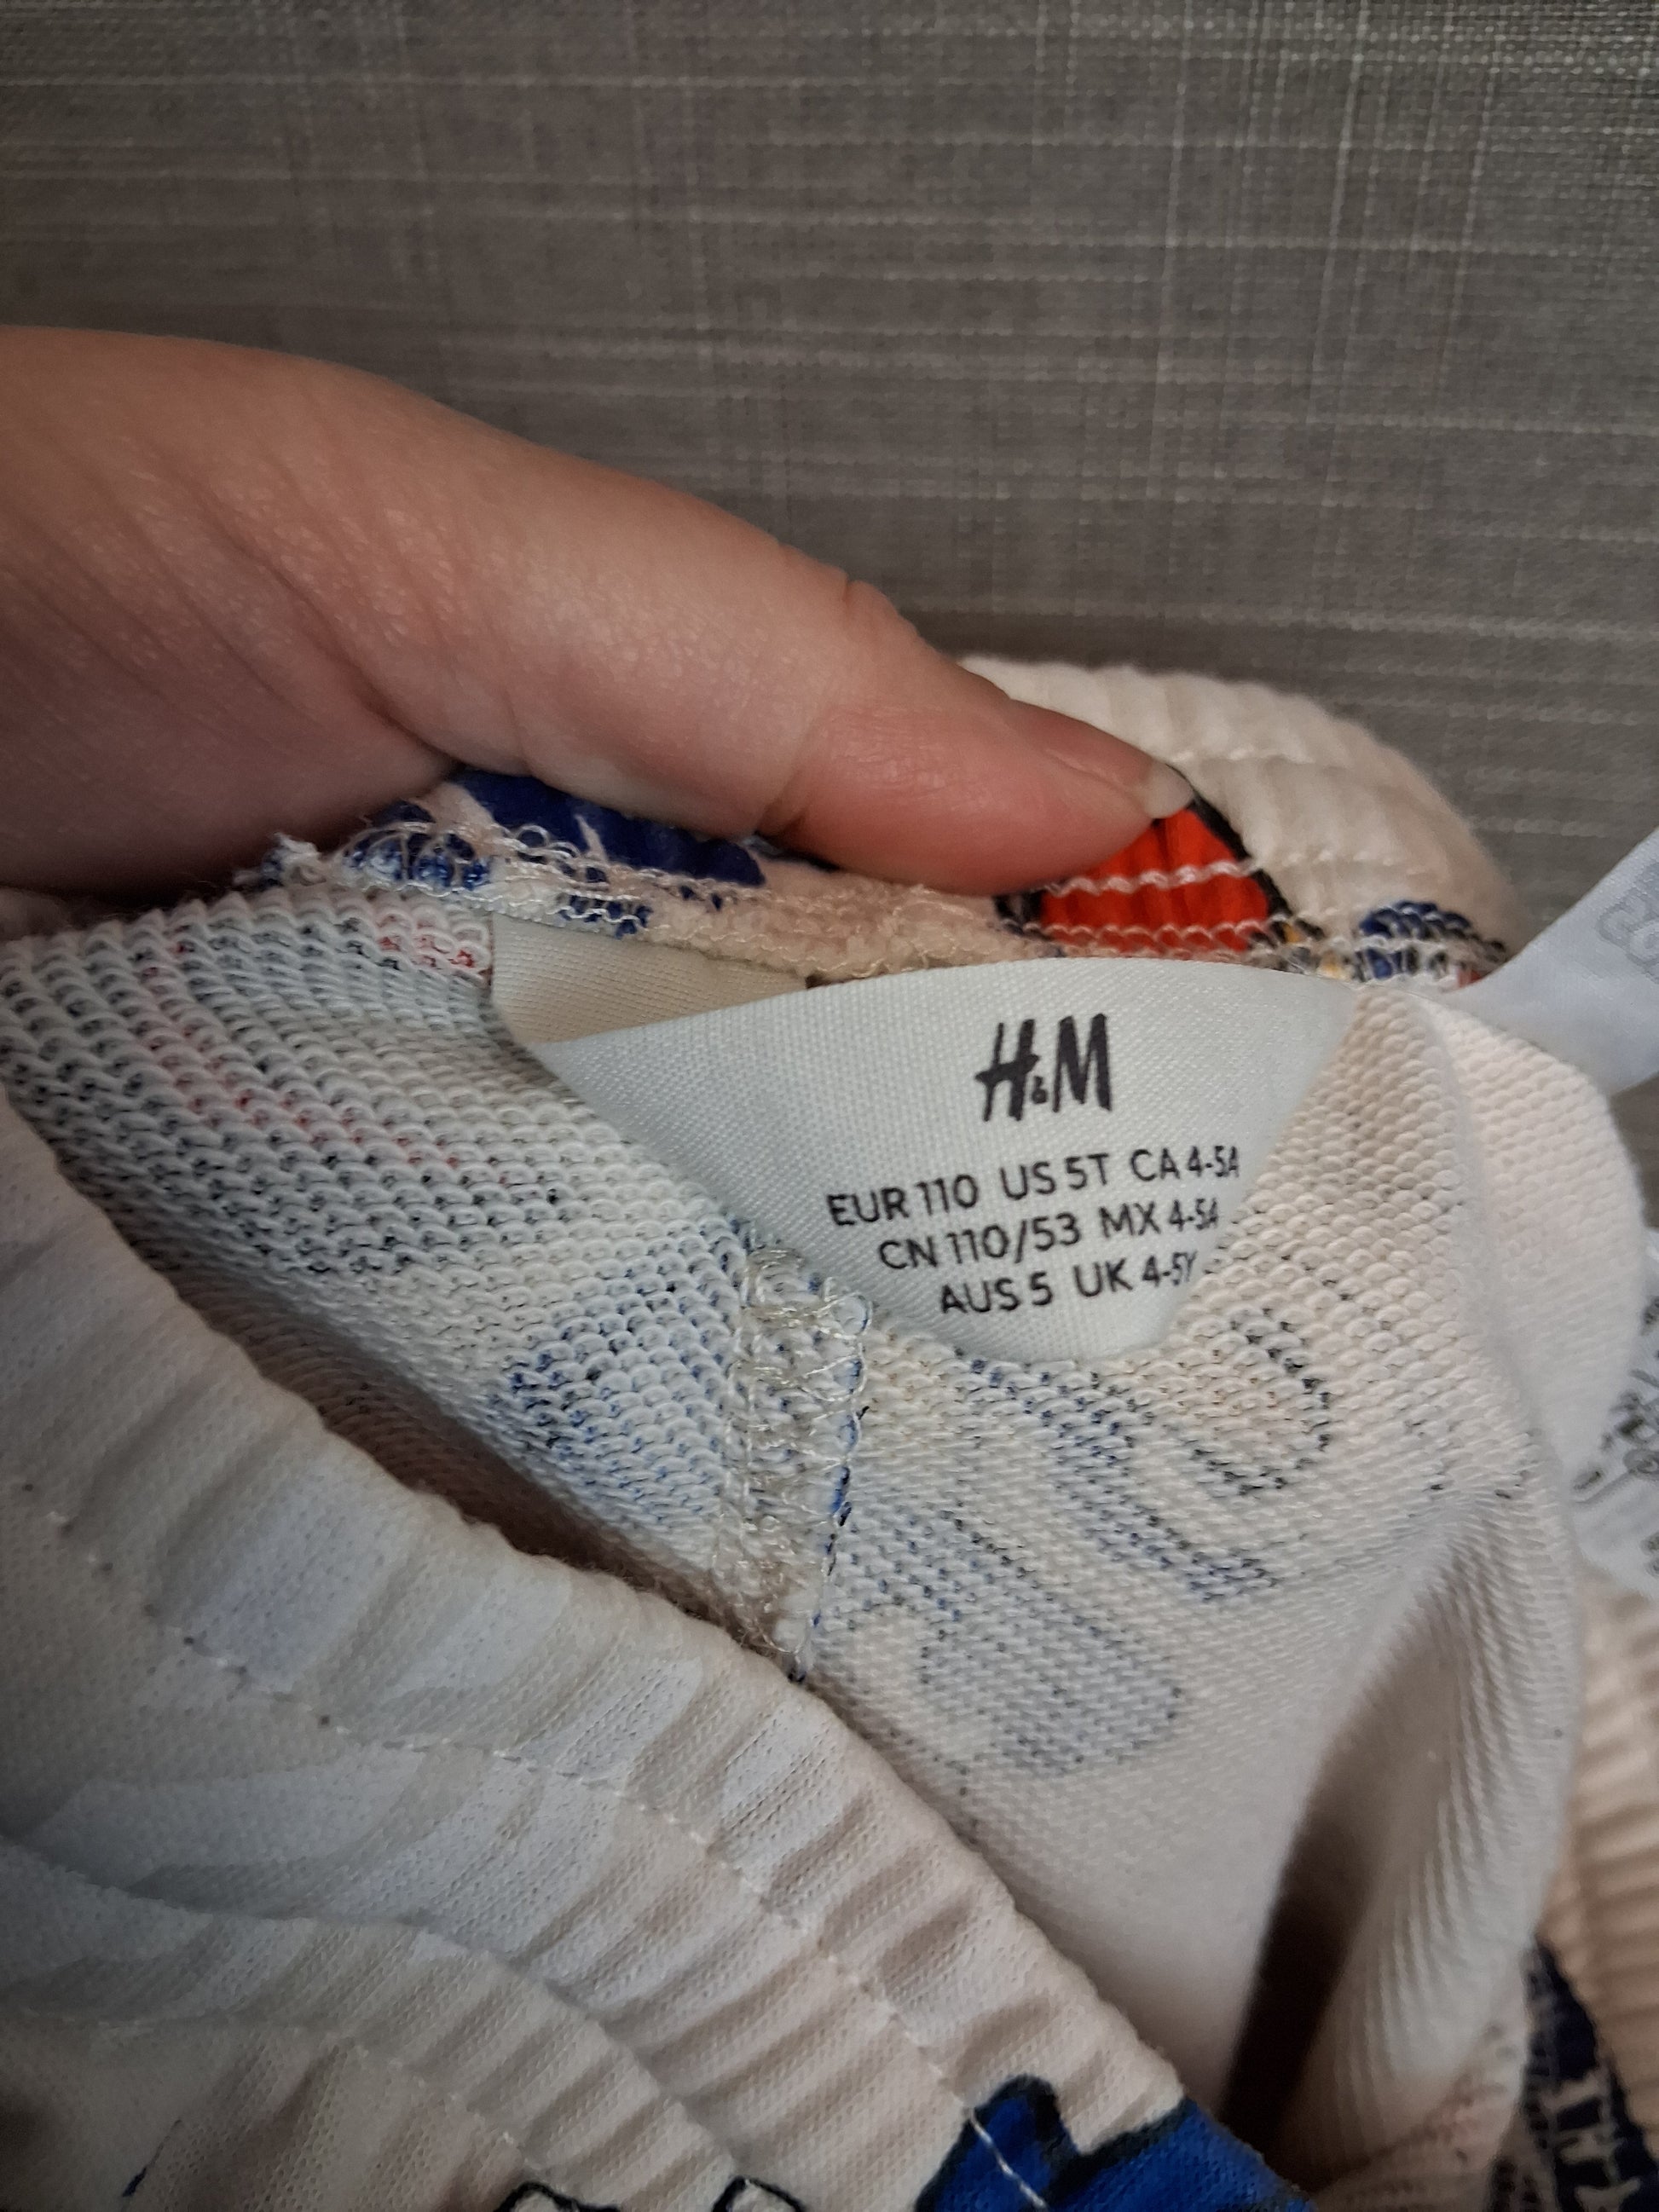 H&M
EUR 110 US 5T CA 4-5A
CN 110/53 MX 4-5A
AUS 5 UK 4-5Y